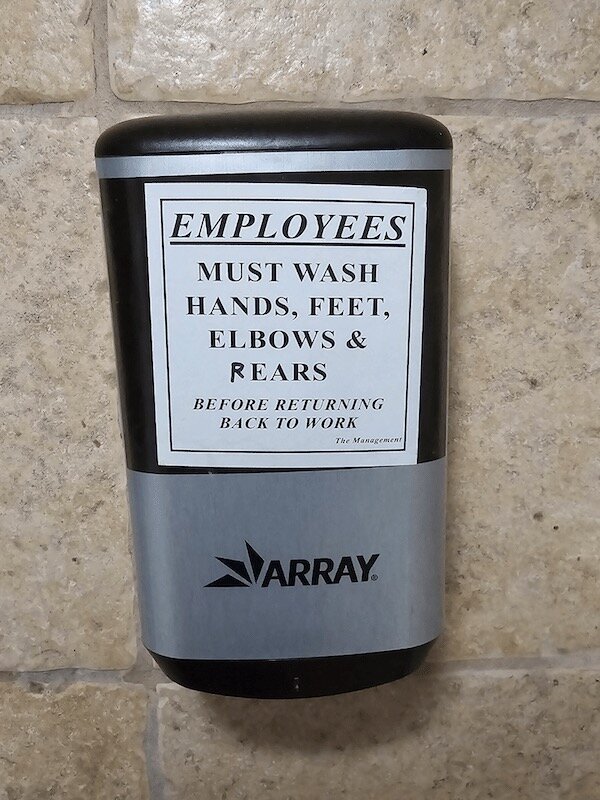 EMPLOYEES
MUST WASH
HANDS, FEET,
ELBOWS &
REARS
BEFORE RETURNING
BACK TO WORK
The Management
ARRAY®